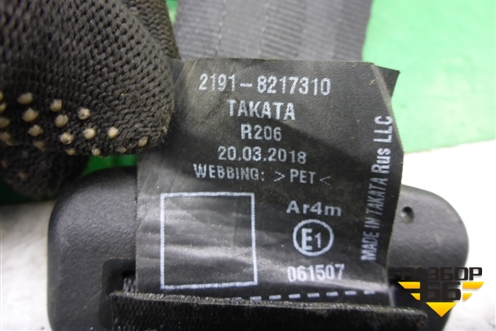 2191-8217310
TAKATA
R206
20.03.2018
WEBBING: >PET<
Ar4m
E1
061507
MADE IN TAKATA Rus LLC